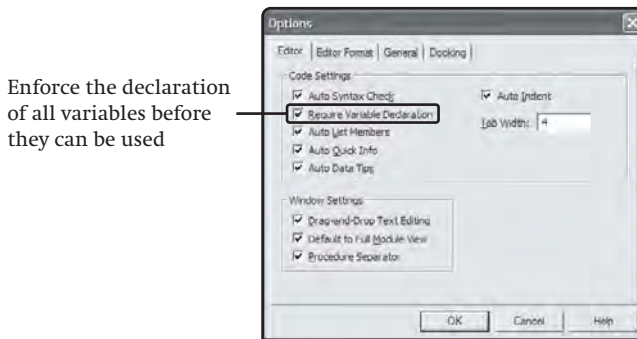 Enforce the declaration
of all variables before
they can be used
Options
Editor
Editor Format
General
Docking
Code Settings
Auto Syntax Check
Require Variable Declaration
Auto List Members
Auto Quick Info
Auto Data Tips
Auto Indent
Tab Width: 4
Window Settings
Drag-and-Drop Text Editing
Default to Full Module View
Procedure Separator
OK
Cancel
Help